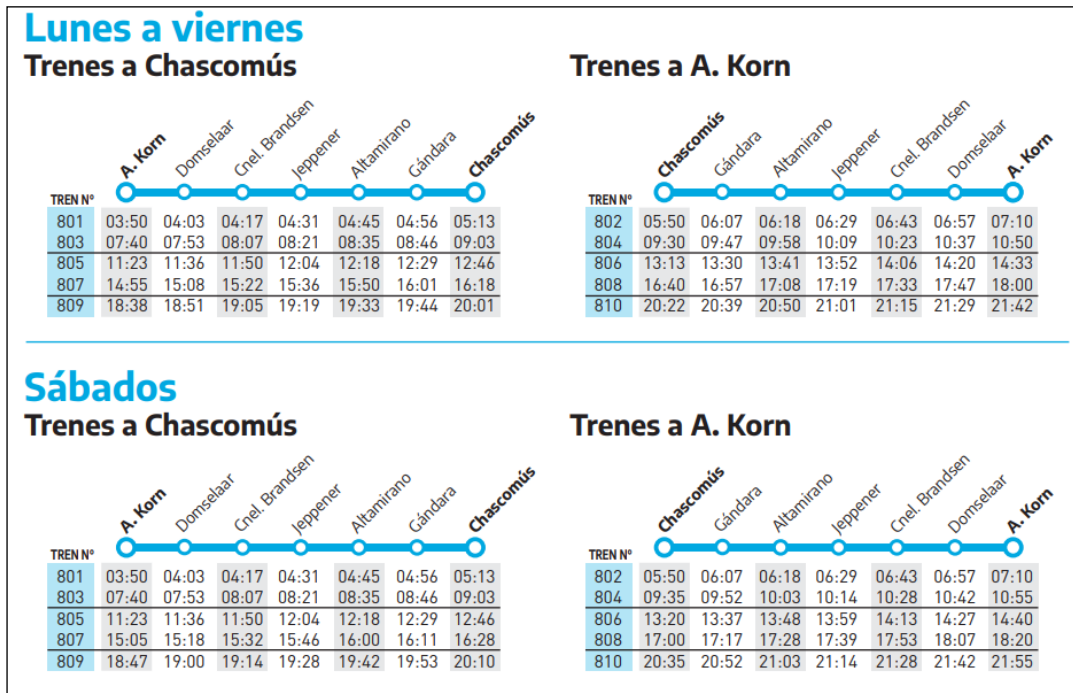 Lunes a viernes
Trenes a Chascomús
A. Korn Domselaar Cnel. Brandsen Jeppener Altamirano Gándara Chascomús
TREN Nº
801 03:50 04:03 04:17 04:31 04:45 04:56 05:13
803 07:40 07:53 08:07 08:21 08:35 08:46 09:03
805 11:23 11:36 11:50 12:04 12:18 12:29 12:46
807 14:55 15:08 15:22 15:36 15:50 16:01 16:18
809 18:38 18:51 19:05 19:19 19:33 19:44 20:01
Trenes a A. Korn
Chascomús Gándara Altamirano Jeppener Cnel. Brandsen Domselaar A. Korn
TREN Nº
802 05:50 06:07 06:18 06:29 06:43 06:57 07:10
804 09:30 09:47 09:58 10:09 10:23 10:37 10:50
806 13:13 13:30 13:41 13:52 14:06 14:20 14:33
808 16:40 16:57 17:08 17:19 17:33 17:47 18:00
810 20:22 20:39 20:50 21:01 21:15 21:29 21:42
Sábados
Trenes a Chascomús
A. Korn Domselaar Cnel. Brandsen Jeppener Altamirano Gándara Chascomús
TREN Nº
801 03:50 04:03 04:17 04:31 04:45 04:56 05:13
803 07:40 07:53 08:07 08:21 08:35 08:46 09:03
805 11:23 11:36 11:50 12:04 12:18 12:29 12:46
807 15:05 15:18 15:32 15:46 16:00 16:11 16:28
809 18:47 19:00 19:14 19:28 19:42 19:53 20:10
Trenes a A. Korn
Chascomús Gándara Altamirano Jeppener Cnel. Brandsen Domselaar A. Korn
TREN Nº
802 05:50 06:07 06:18 06:29 06:43 06:57 07:10
804 09:35 09:52 10:03 10:14 10:28 10:42 10:55
806 13:20 13:37 13:48 13:59 14:13 14:27 14:40
808 17:00 17:17 17:28 17:39 17:53 18:07 18:20
810 20:35 20:52 21:03 21:14 21:28 21:42 21:55